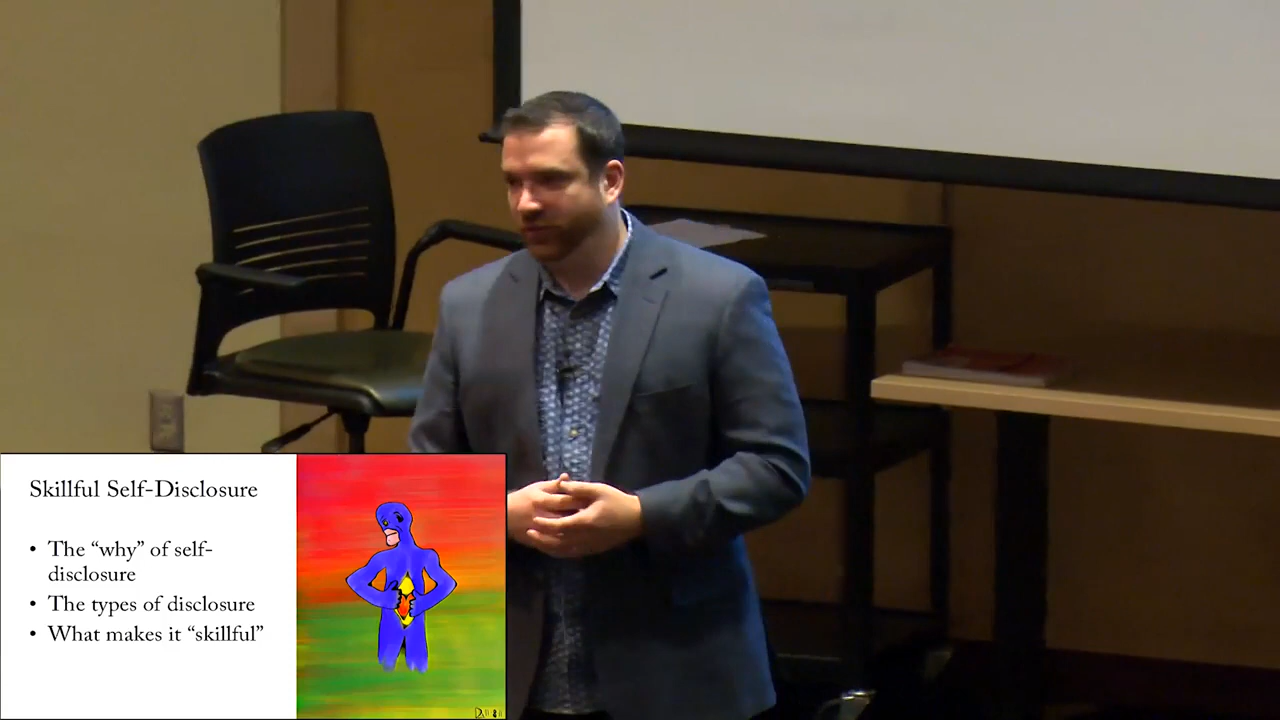 Skillful Self-Disclosure
• The “why” of self-
disclosure
• The types of disclosure
• What makes it “skillful”